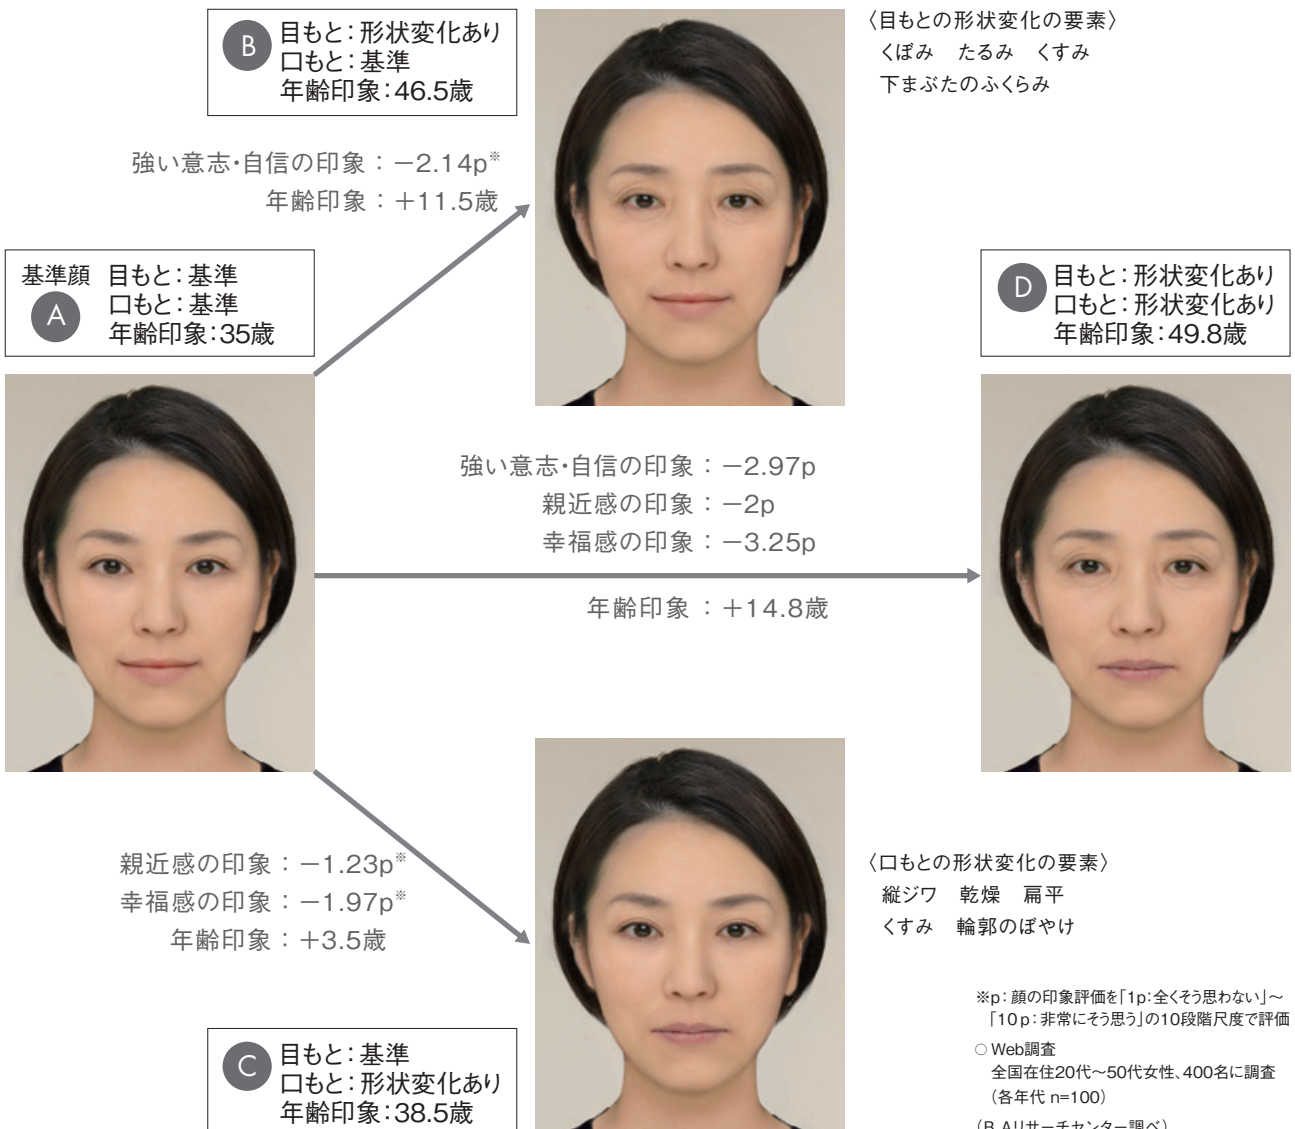 B
目もと：形状変化あり
口もと：基準
年齢印象：46.5歳
〈目もとの形状変化の要素〉
くぼみ　たるみ　くすみ
下まぶたのふくらみ
強い意志・自信の印象：－2.14p※
年齢印象：＋11.5歳
基準顔
A
目もと：基準
口もと：基準
年齢印象：35歳
D
目もと：形状変化あり
口もと：形状変化あり
年齢印象：49.8歳
強い意志・自信の印象：－2.97p
親近感の印象：－2p
幸福感の印象：－3.25p
年齢印象：＋14.8歳
親近感の印象：－1.23p※
幸福感の印象：－1.97p※
年齢印象：＋3.5歳
〈口もとの形状変化の要素〉
縦ジワ　乾燥　扁平
くすみ　輪郭のぼやけ
C
目もと：基準
口もと：形状変化あり
年齢印象：38.5歳
※p：顔の印象評価を「1p：全くそう思わない」～
「10p：非常にそう思う」の10段階尺度で評価
○ Web調査
全国在住20代～50代女性、400名に調査
（各年代 n=100）
（B.Aリサーチセンター調べ）